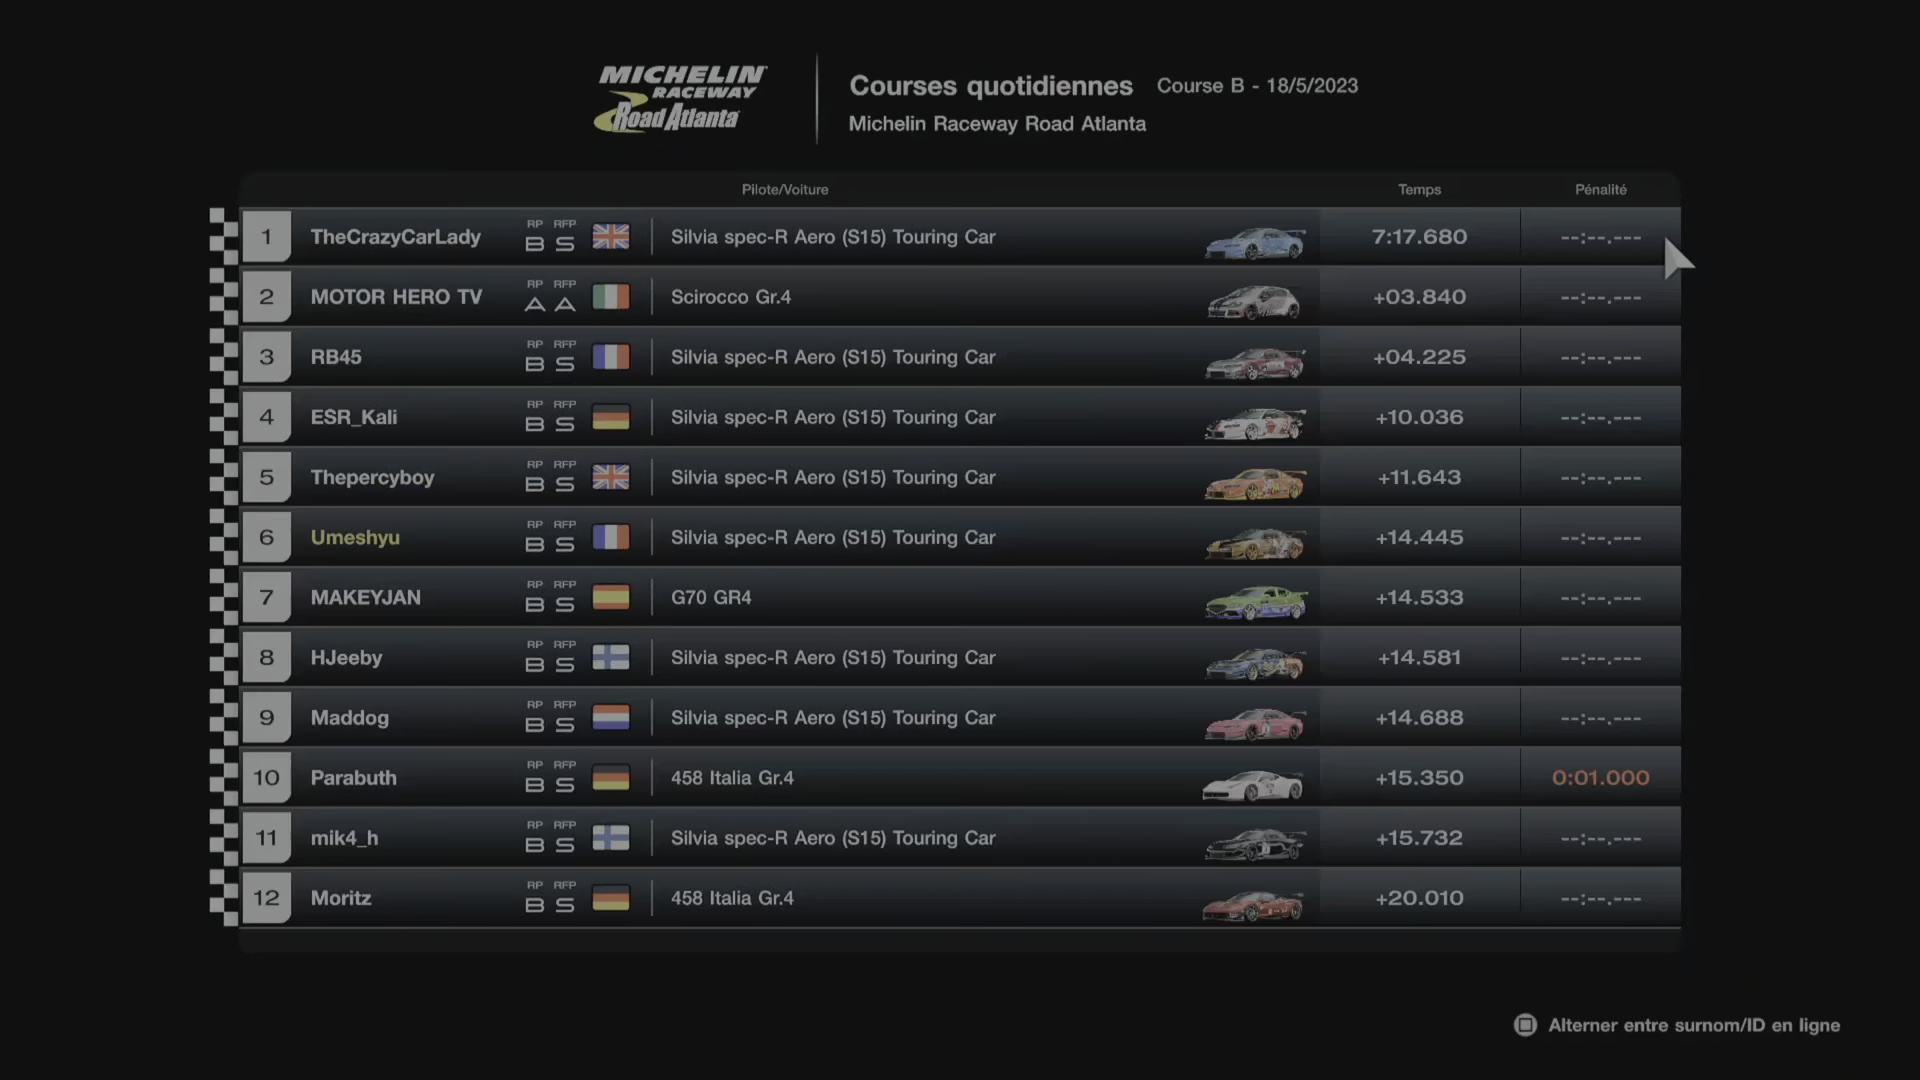 MICHELIN
RACEWAY
Road Atlanta
Courses quotidiennes Course B - 18/5/2023
Michelin Raceway Road Atlanta
Pilote/Voiture Temps Pénalité
1 TheCrazyCarLady RP B RFP S Silvia spec-R Aero (S15) Touring Car 7:17.680 --:--.---
2 MOTOR HERO TV RP A RFP A Scirocco Gr.4 +03.840 --:--.---
3 RB45 RP B RFP S Silvia spec-R Aero (S15) Touring Car +04.225 --:--.---
4 ESR_Kali RP B RFP S Silvia spec-R Aero (S15) Touring Car +10.036 --:--.---
5 Thepercyboy RP B RFP S Silvia spec-R Aero (S15) Touring Car +11.643 --:--.---
6 Umeshyu RP B RFP S Silvia spec-R Aero (S15) Touring Car +14.445 --:--.---
7 MAKEYJAN RP B RFP S G70 GR4 +14.533 --:--.---
8 HJeeby RP B RFP S Silvia spec-R Aero (S15) Touring Car +14.581 --:--.---
9 Maddog RP B RFP S Silvia spec-R Aero (S15) Touring Car +14.688 --:--.---
10 Parabuth RP B RFP S 458 Italia Gr.4 +15.350 0:01.000
11 mik4_h RP B RFP S Silvia spec-R Aero (S15) Touring Car +15.732 --:--.---
12 Moritz RP B RFP S 458 Italia Gr.4 +20.010 --:--.---
Alterner entre surnom/ID en ligne